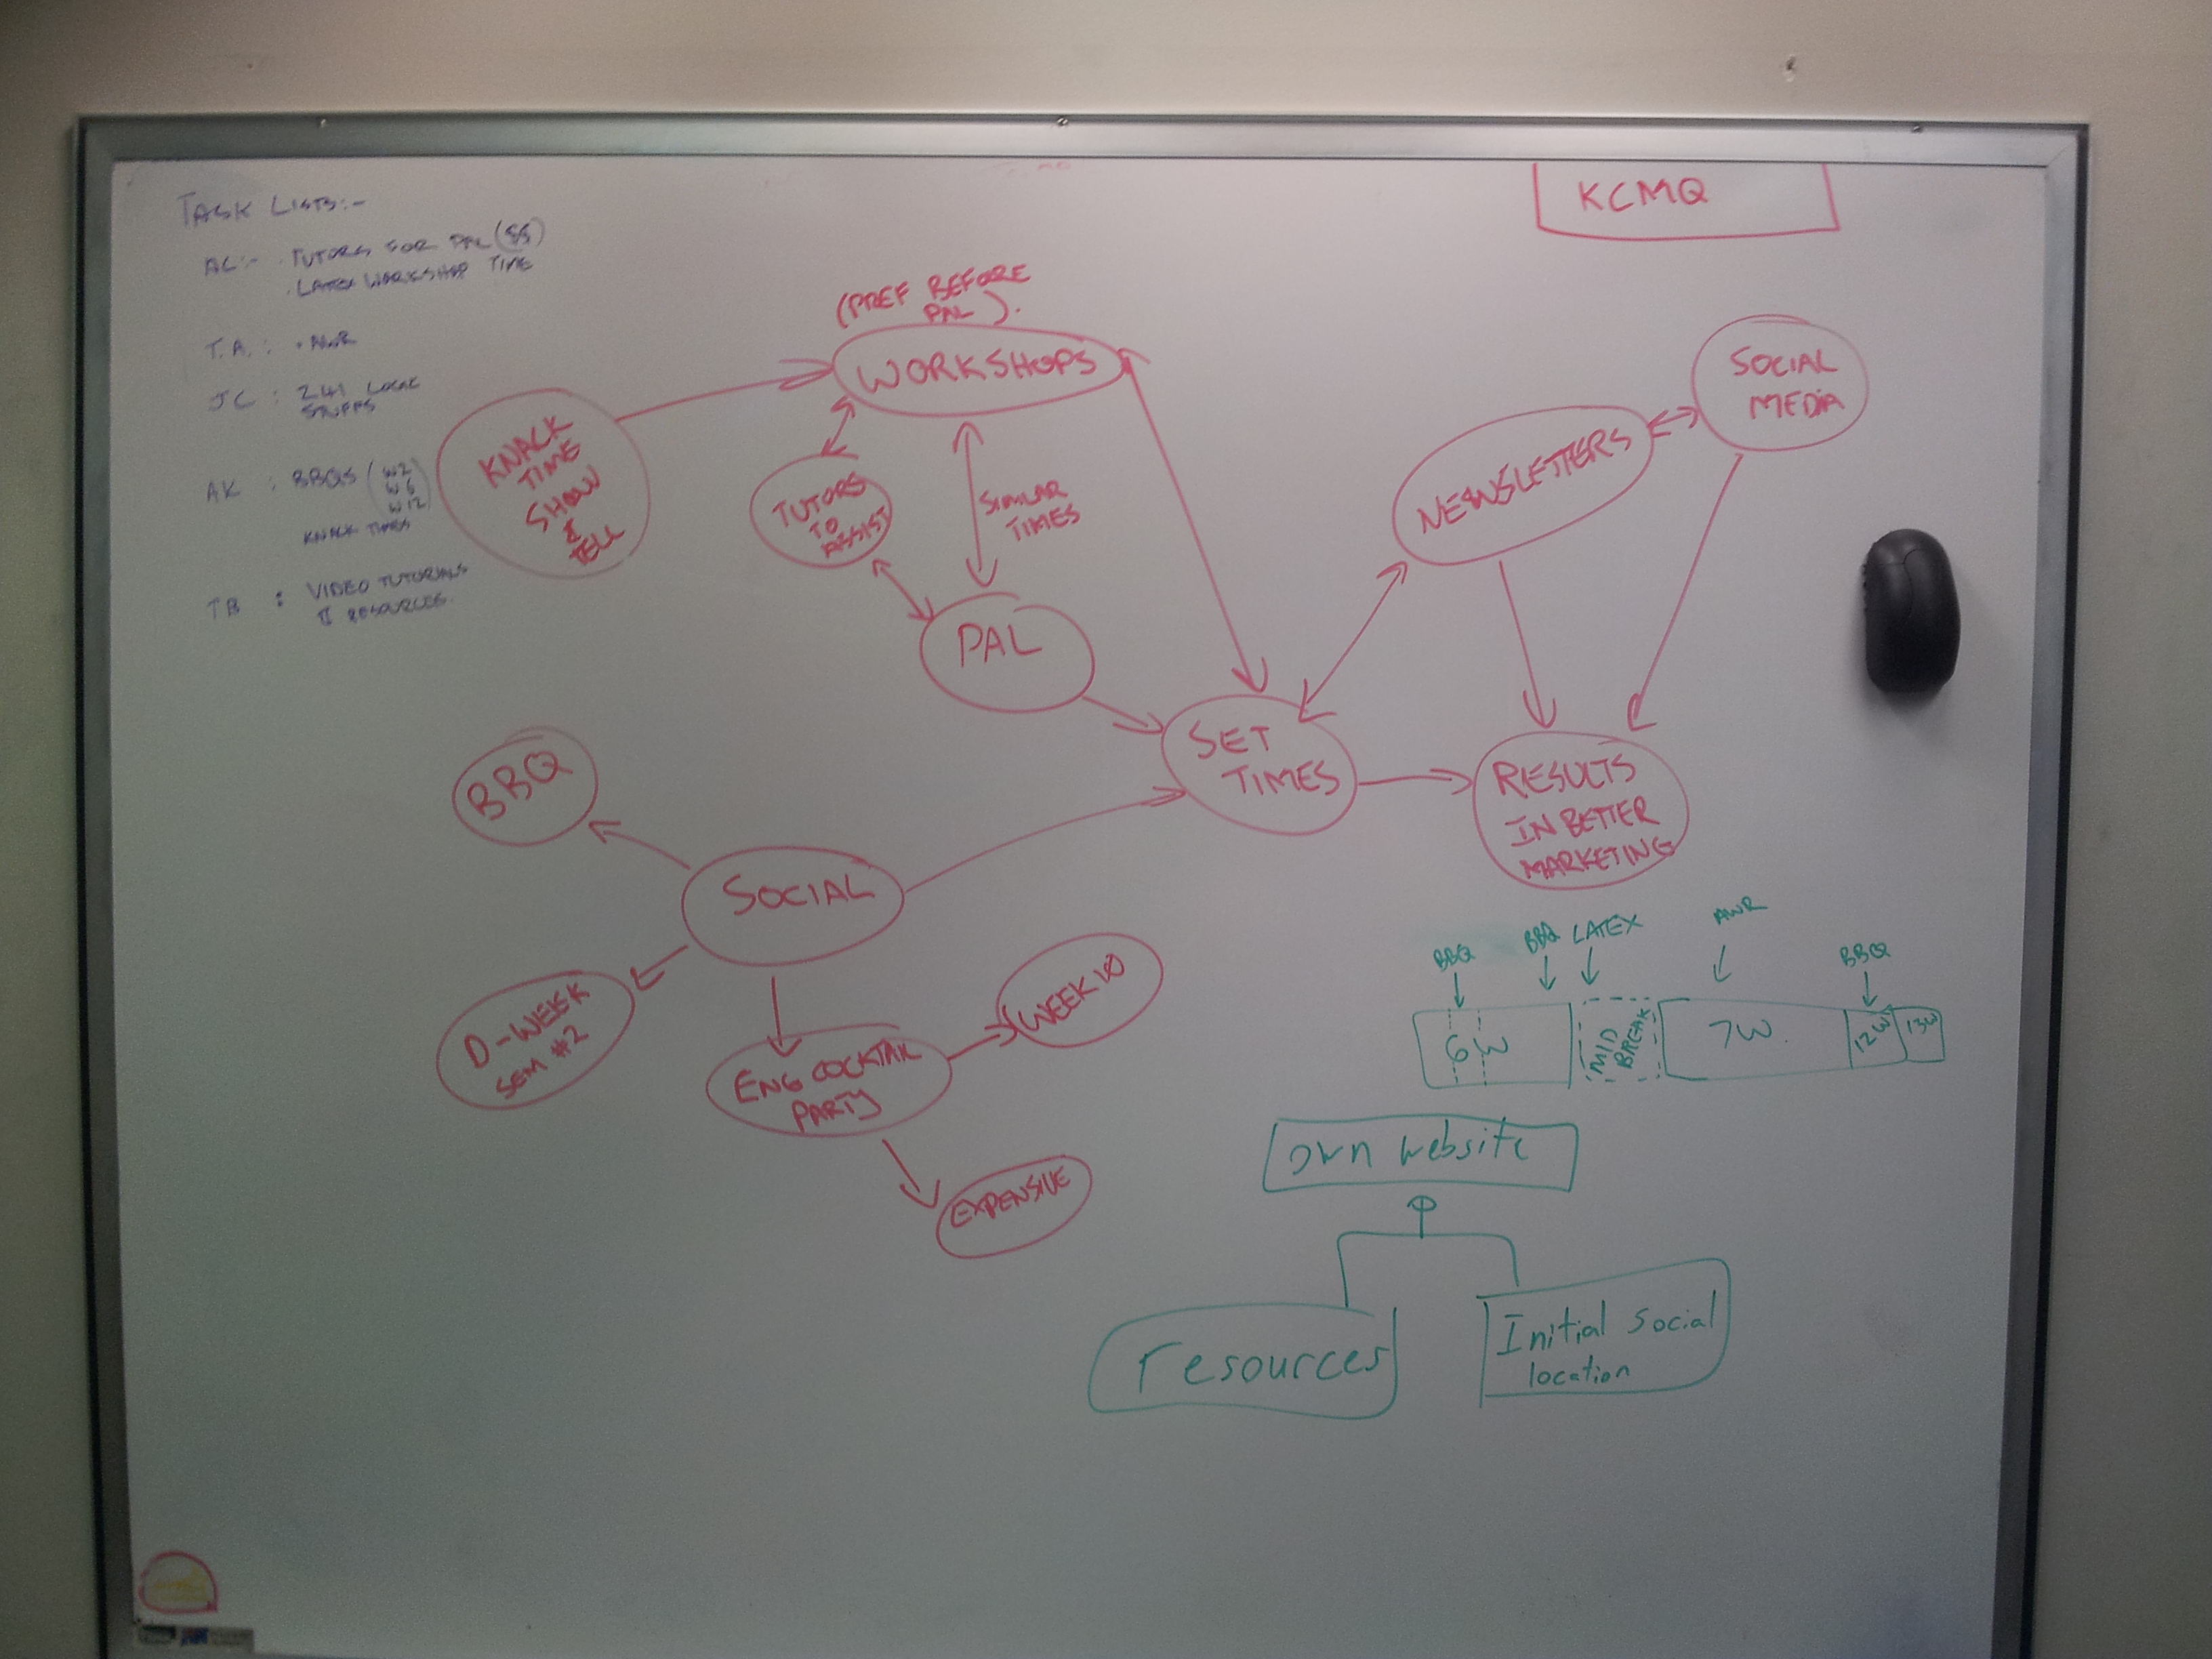 TASK LISTS:-
AC:- . TUTORS FOR PAL ($$)
. LATEX WORKSHOP TIME
T.A. : • AWR
JC : 241 LOCAL
STUFFS
AK : BBQS (W2
W6
W12)
KNACK TIMES
TB : VIDEO TUTORIALS
& RESOURCES.
KCMQ
(PREF BEFORE
PAL).
WORKSHOPS
KNACK
TIME
SHOW
&
TELL
TUTORS
TO
ASSIST
SIMILAR
TIMES
PAL
SOCIAL
MEDIA
NEWSLETTERS
SET
TIMES
RESULTS
IN BETTER
MARKETING
BBQ
SOCIAL
D-WEEK
SEM #2
ENG COCKTAIL
PARTY
WEEK 10
EXPENSIVE
BBQ
BBQ
LATEX
AWR
BBQ
6W
MID
BREAK
7W
12W
13W
own website
resources
Initial social
location